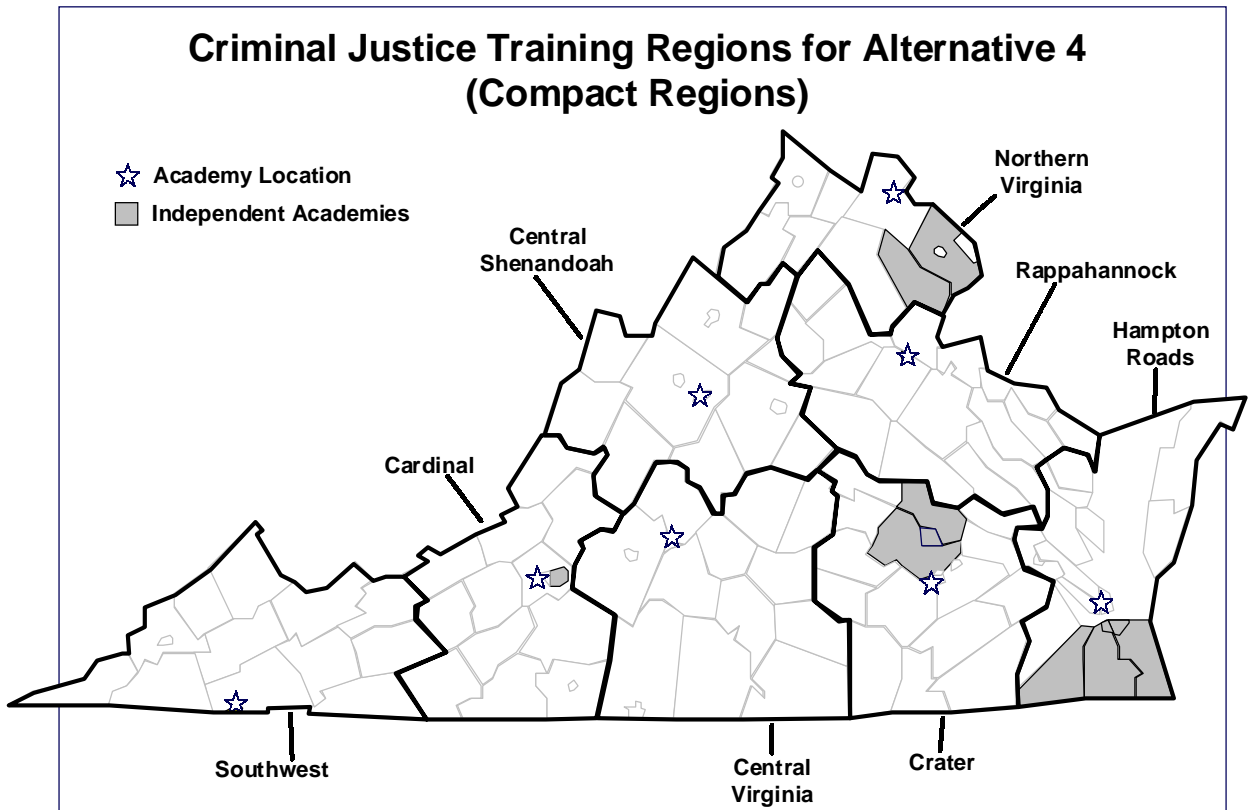 Criminal Justice Training Regions for Alternative 4
(Compact Regions)
Academy Location
Independent Academies
Northern
Virginia
Central
Shenandoah
Rappahannock
Hampton
Roads
Cardinal
Southwest
Central
Virginia
Crater